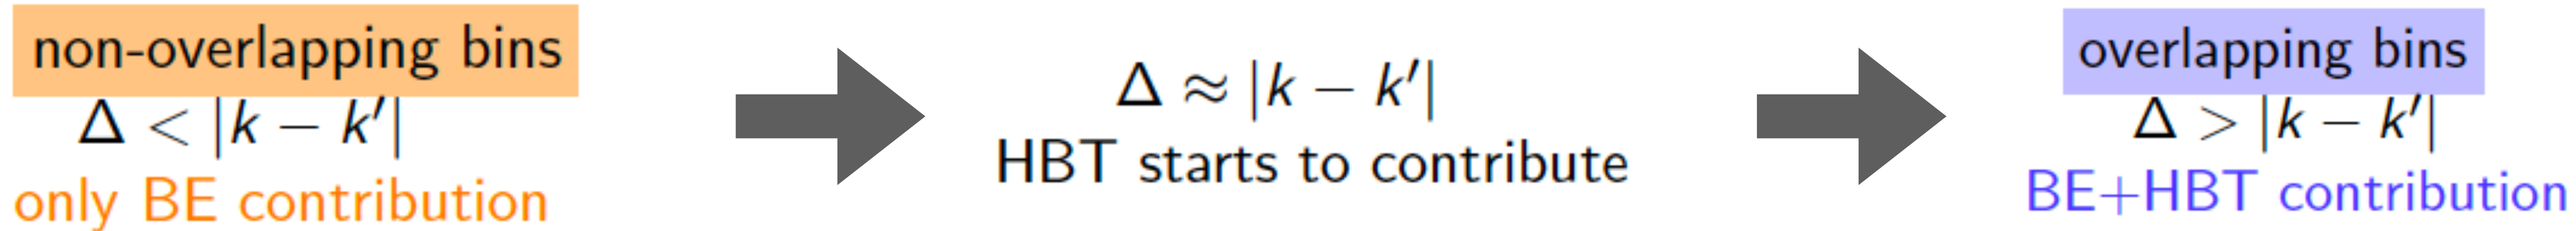 non-overlapping bins
Δ < |k − k′|
only BE contribution
Δ ≈ |k − k′|
HBT starts to contribute
overlapping bins
Δ > |k − k′|
BE+HBT contribution